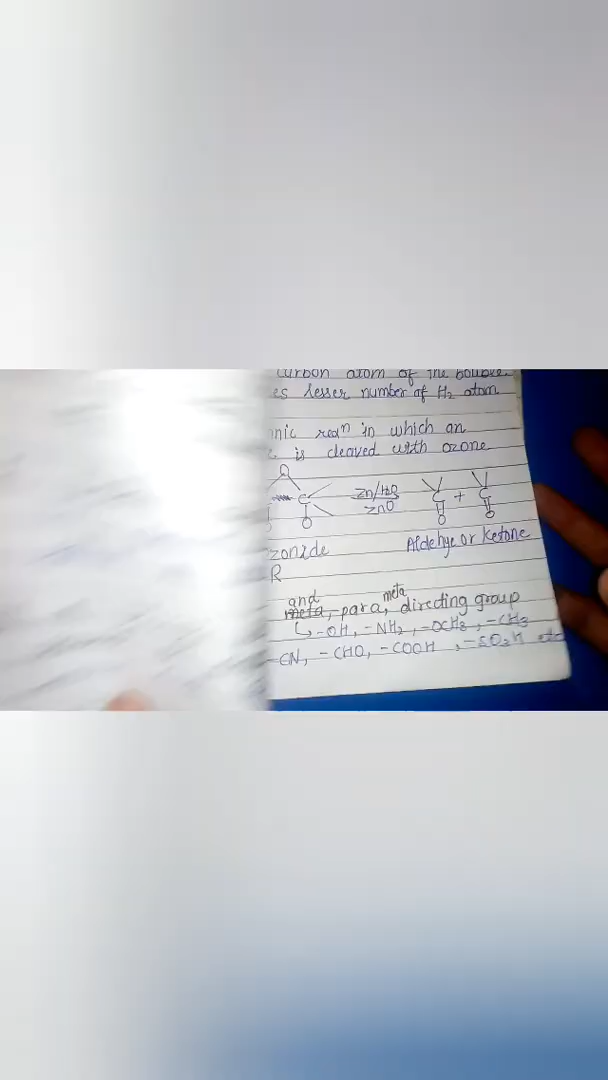 carbon atom of the double
es lesser number of H2 atom
nic reaⁿ in which an
is cleaved with ozone
O
C
O
Zn/H2O
ZnO
C + C
O O
zonide Aldehye or ketone
R
and meta
meta, para, directing group
-OH, -NH2, -OCH3, -CH3
-CN, -CHO, -COOH, -SO3H etc